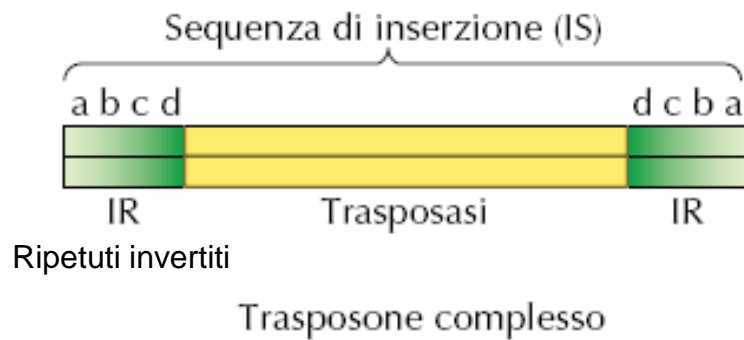 Sequenza di inserzione (IS)
a b c d d c b a
IR Trasposasi IR
Ripetuti invertiti
Trasposone complesso